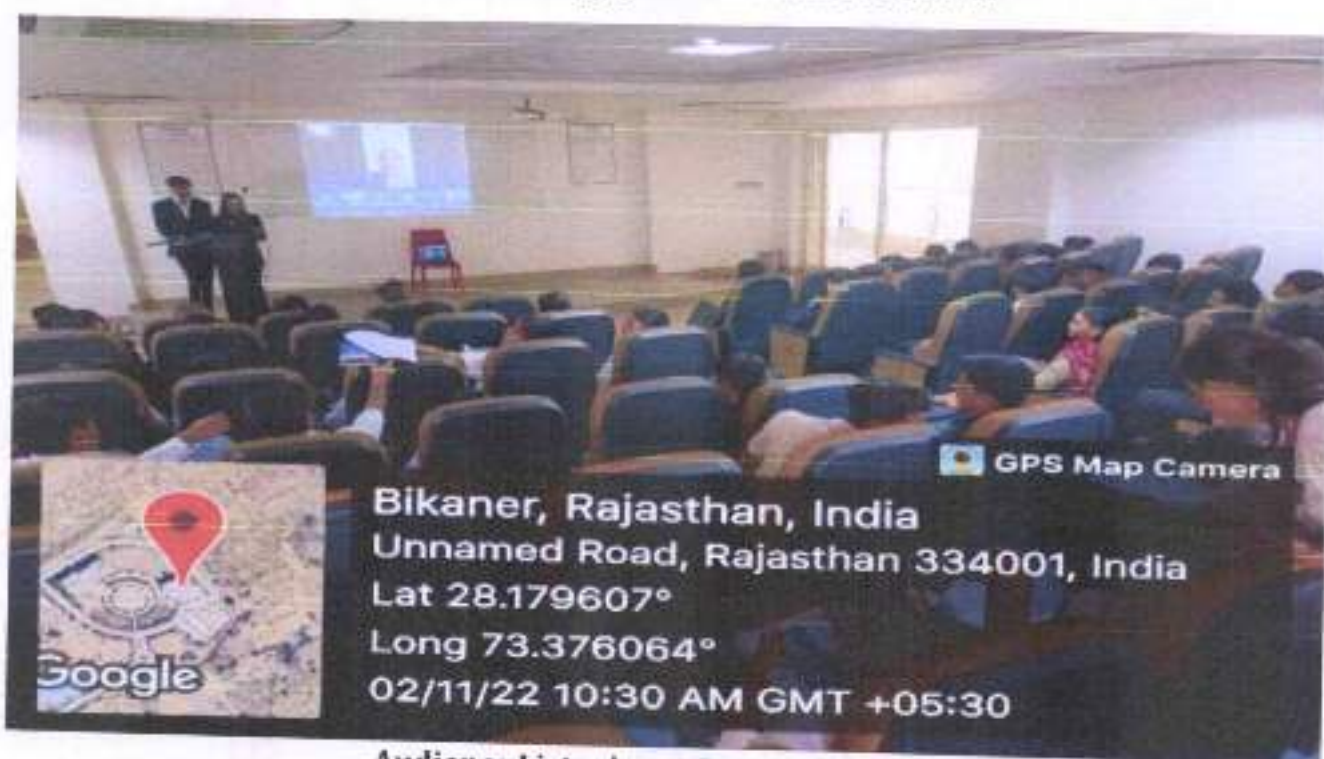 GPS Map Camera
Bikaner, Rajasthan, India
Unnamed Road, Rajasthan 334001, India
Lat 28.179607°
Long 73.376064°
02/11/22 10:30 AM GMT +05:30
Google